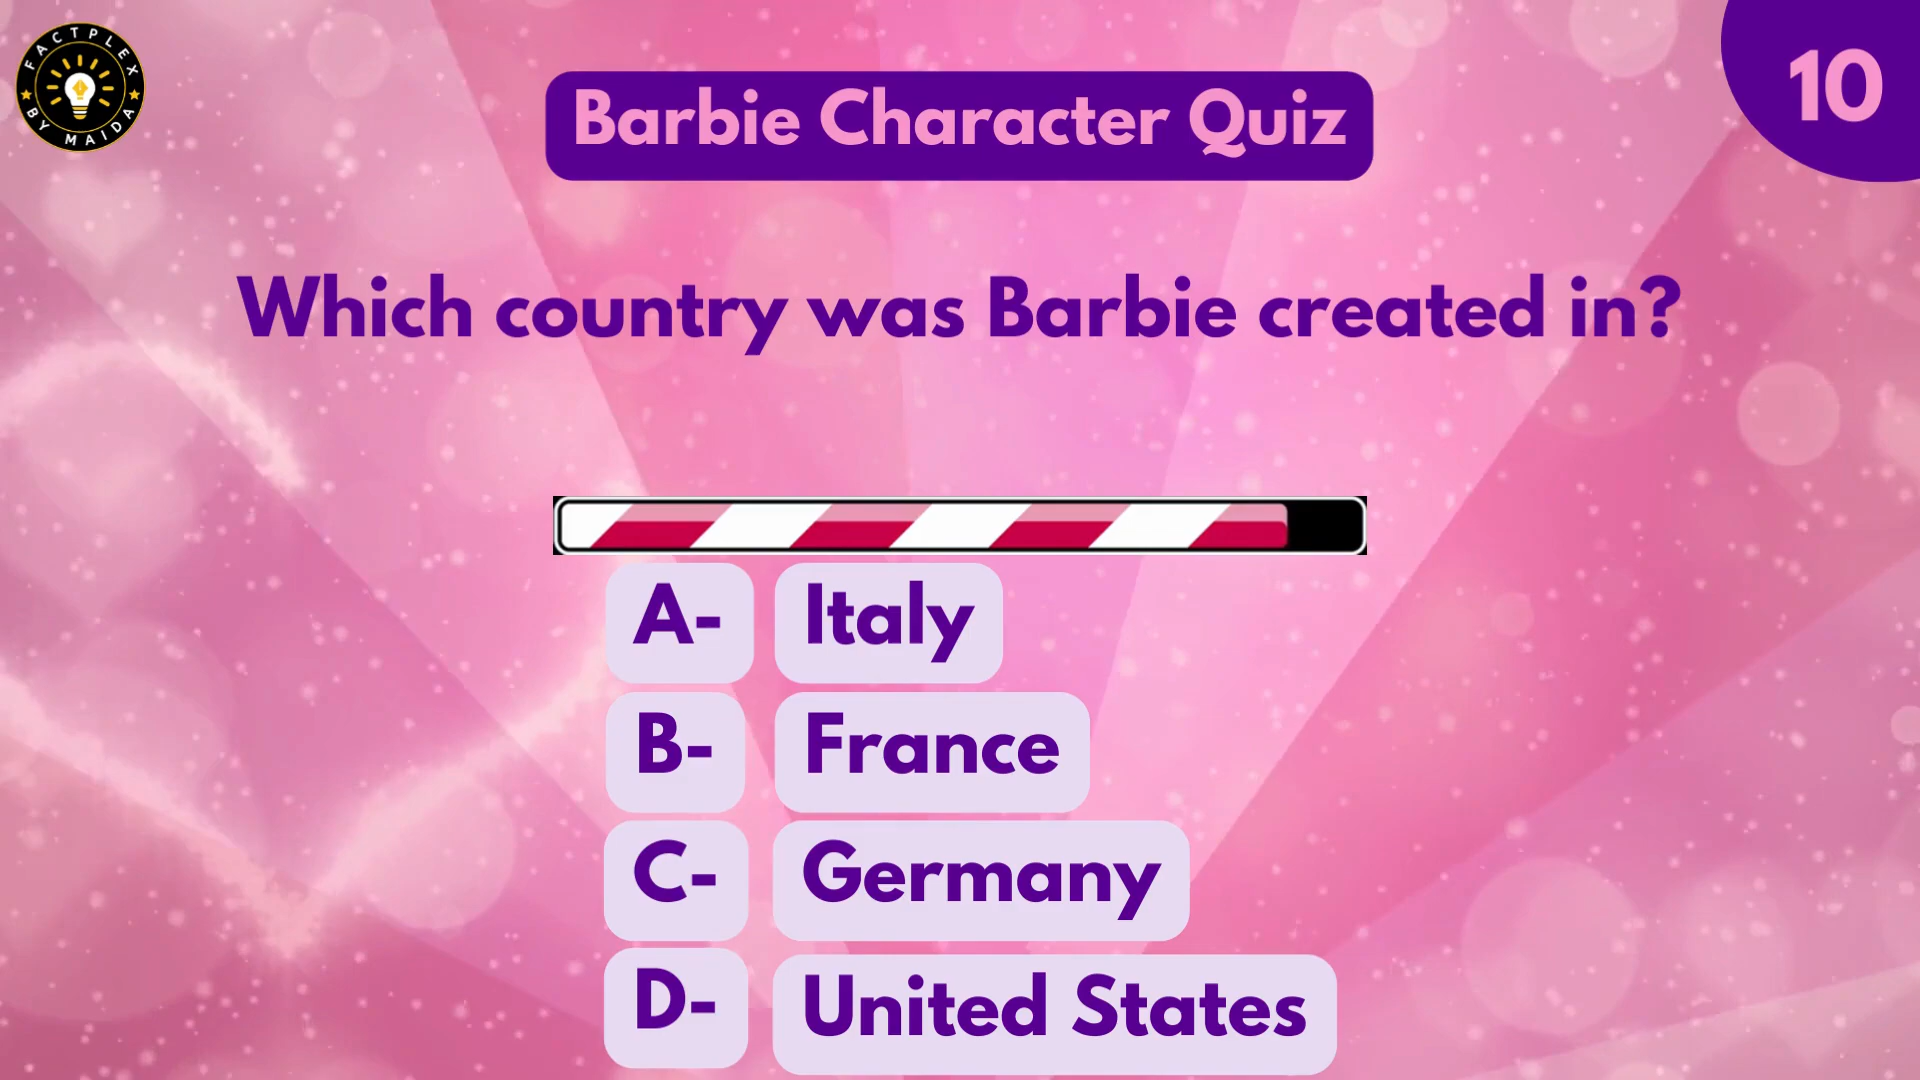 FACTPLEX
BY MAIDA
Barbie Character Quiz
10
Which country was Barbie created in?
A- Italy
B- France
C- Germany
D- United States